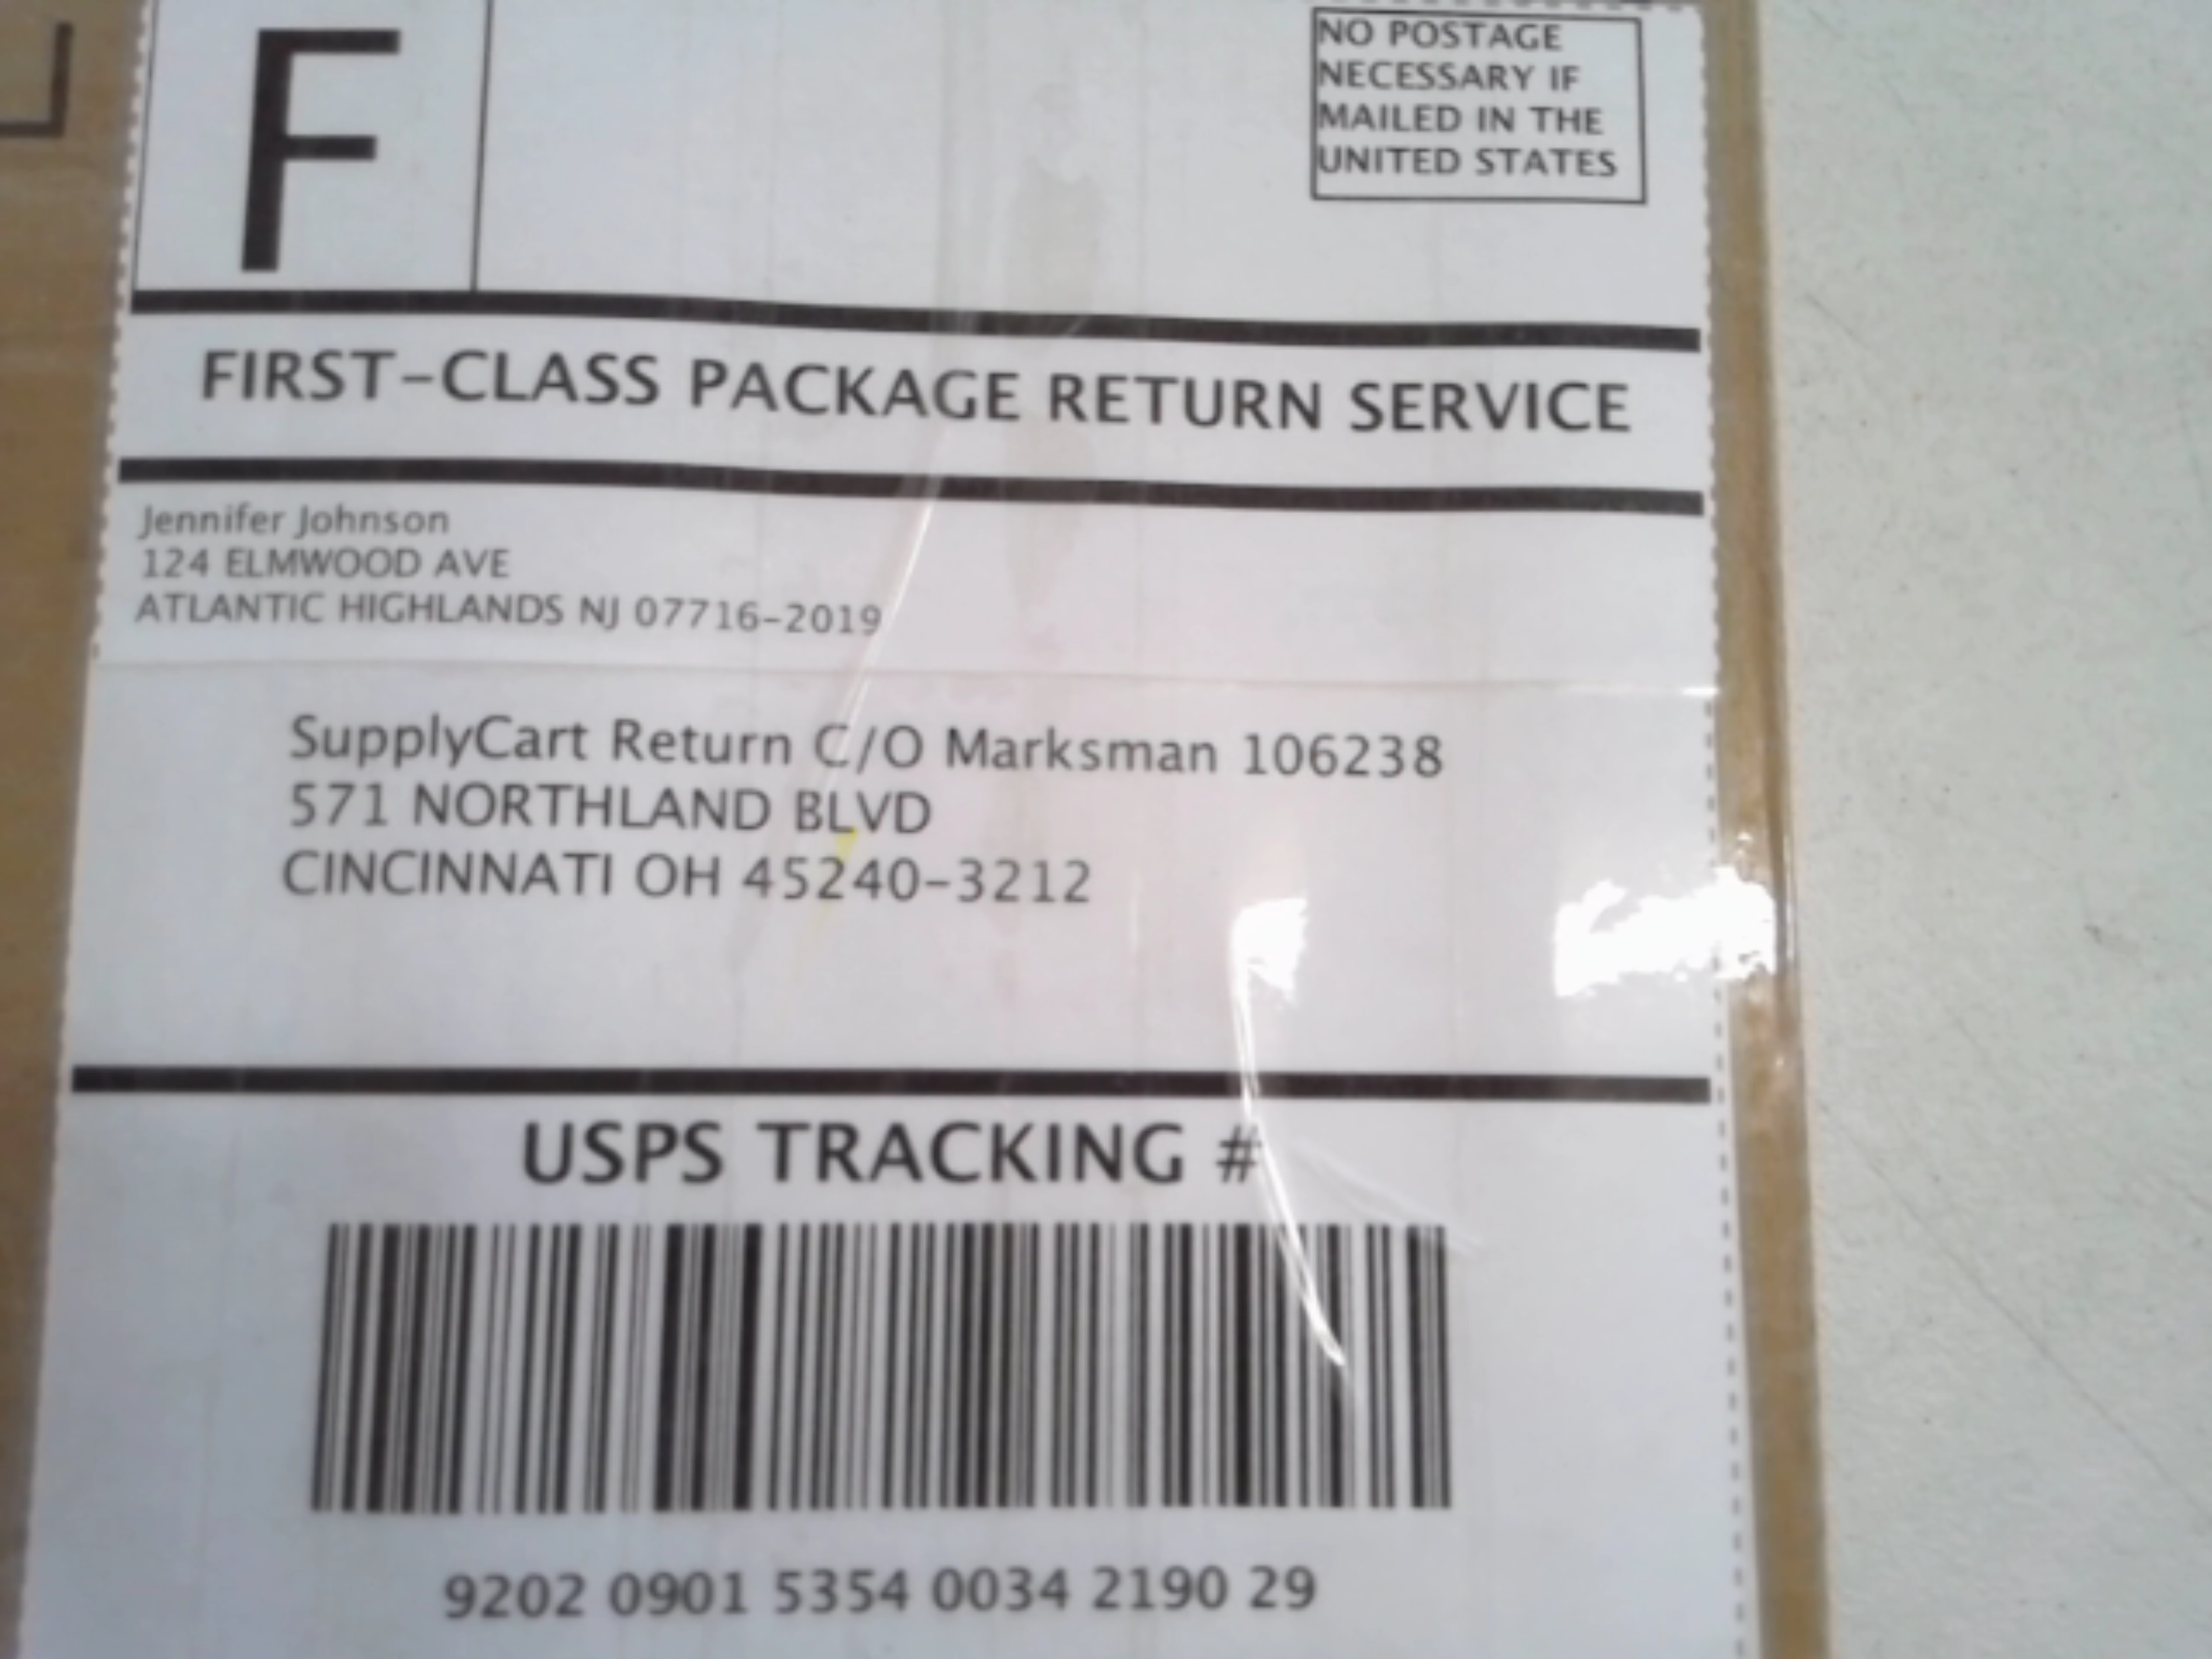 F
NO POSTAGE
NECESSARY IF
MAILED IN THE
UNITED STATES
FIRST-CLASS PACKAGE RETURN SERVICE
Jennifer Johnson
124 ELMWOOD AVE
ATLANTIC HIGHLANDS NJ 07716-2019
SupplyCart Return C/O Marksman 106238
571 NORTHLAND BLVD
CINCINNATI OH 45240-3212
USPS TRACKING #
9202 0901 5354 0034 2190 29